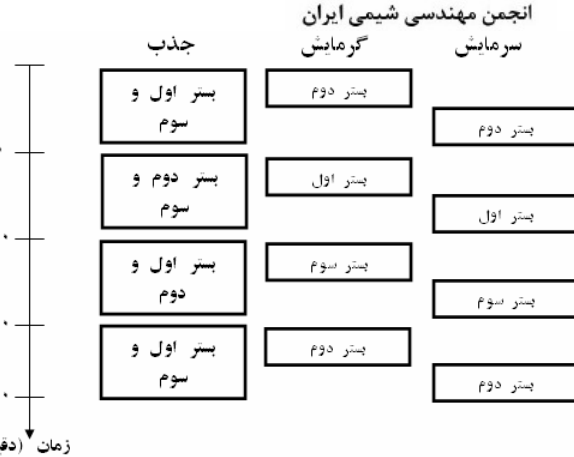 انجمن مهندسی شیمی ایران
سرمایش گرمایش جذب
بستر اول و
سوم
بستر دوم
بستر دوم
بستر دوم و
سوم
بستر اول
بستر اول
بستر اول و
دوم
بستر سوم
بستر سوم
بستر اول و
سوم
بستر دوم
بستر دوم
زمان